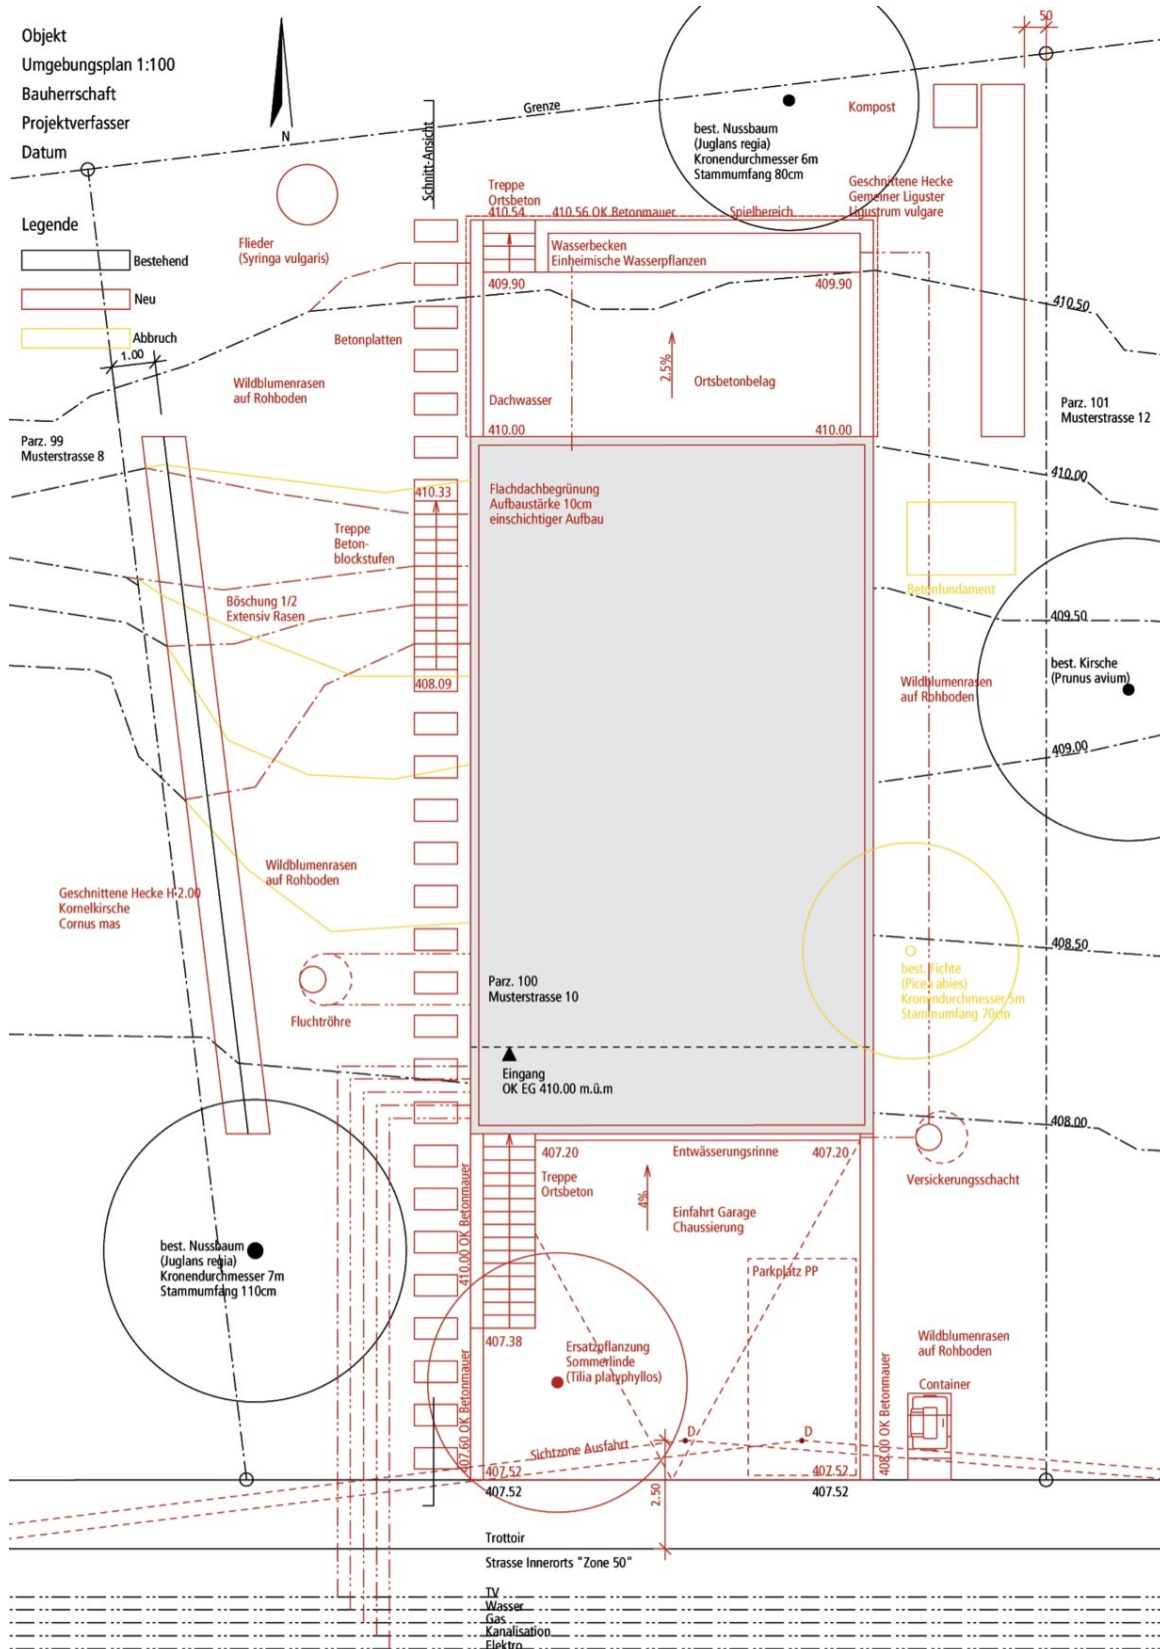 Objekt
Umgebungsplan 1:100
Bauherrschaft
Projektverfasser
Datum
N
Schnitt-Ansicht
Grenze
50
best. Nussbaum
(Juglans regia)
Kronendurchmesser 6m
Stammumfang 80cm
Kompost
Geschnittene Hecke
Gemeiner Liguster
Ligustrum vulgare
Legende
Bestehend
Neu
Abbruch
1.00
Flieder
(Syringa vulgaris)
Treppe
Ortsbeton
410.54
410.56 OK Betonmauer
Spielbereich
Wasserbecken
Einheimische Wasserpflanzen
409.90
409.90
410.50
Betonplatten
2.5%
Ortsbetonbelag
Wildblumenrasen
auf Rohboden
Dachwasser
410.00
410.00
Parz. 101
Musterstrasse 12
Parz. 99
Musterstrasse 8
410.00
410.33
Flachdachbegrünung
Aufbaustärke 10cm
einschichtiger Aufbau
Treppe
Beton-
blockstufen
Betonfundament
Böschung 1/2
Extensiv Rasen
409.50
408.09
best. Kirsche
(Prunus avium)
Wildblumenrasen
auf Rohboden
409.00
Wildblumenrasen
auf Rohboden
Geschnittene Hecke H 2.00
Kornelkirsche
Cornus mas
408.50
best. Fichte
(Picea abies)
Kronendurchmesser 5m
Stammumfang 70cm
Parz. 100
Musterstrasse 10
Fluchtröhre
Eingang
OK EG 410.00 m.ü.m
408.00
407.20
Entwässerungsrinne
407.20
Treppe
Ortsbeton
Versickerungsschacht
410.00 OK Betonmauer
4%
Einfahrt Garage
Chaussierung
best. Nussbaum
(Juglans regia)
Kronendurchmesser 7m
Stammumfang 110cm
Parkplatz PP
407.38
Ersatzpflanzung
Sommerlinde
(Tilia platyphyllos)
Wildblumenrasen
auf Rohboden
Container
407.60 OK Betonmauer
408.00 OK Betonmauer
Sichtzone Ausfahrt
D
D
407.52
407.52
407.52
407.52
2.50
Trottoir
Strasse Innerorts "Zone 50"
TV
Wasser
Gas
Kanalisation
Elektro